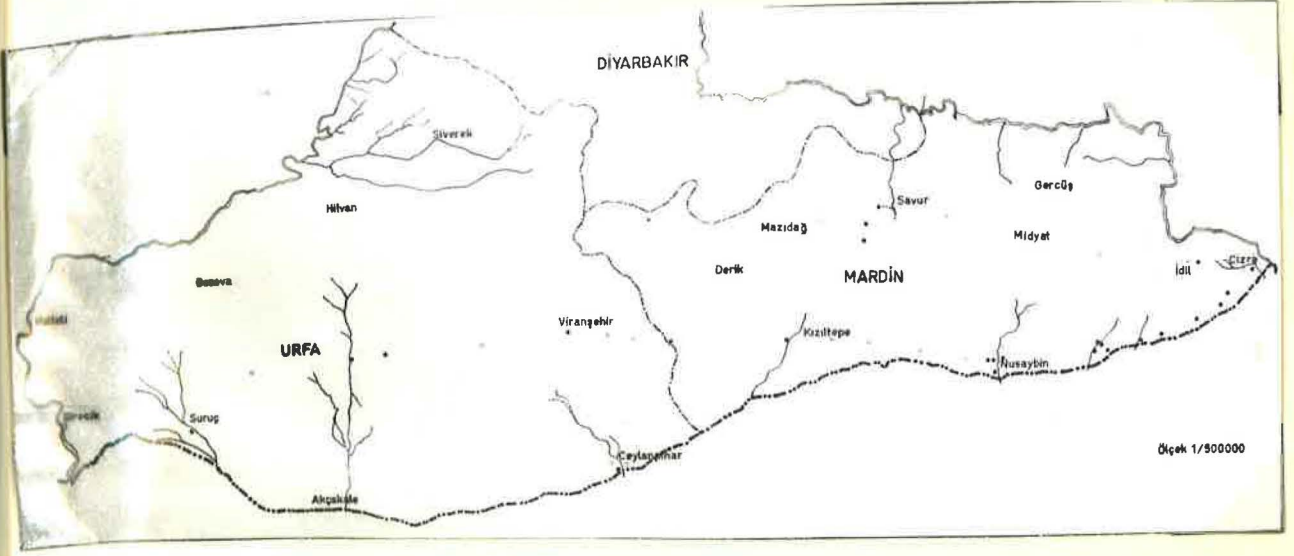 DİYARBAKIR
Siverek
Gercüş
Hilvan
Savur
Mazıdağ
Midyat
Derik
MARDİN
İdil
Cizre
Bozova
Viranşehir
Kızıltepe
URFA
Nusaybin
Birecik
Suruç
Ceylanpınar
Ölçek 1/500000
Akçakale